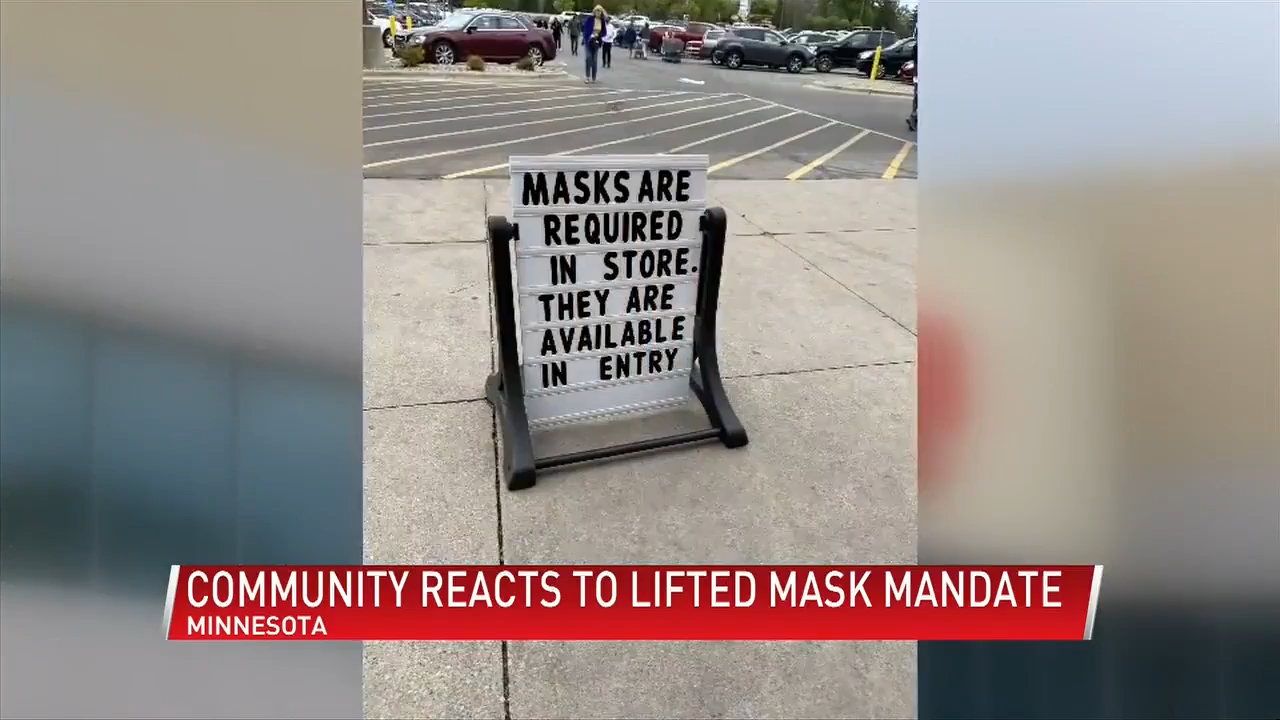 MASKS ARE
REQUIRED
IN STORE.
THEY ARE
AVAILABLE
IN ENTRY
COMMUNITY REACTS TO LIFTED MASK MANDATE
MINNESOTA